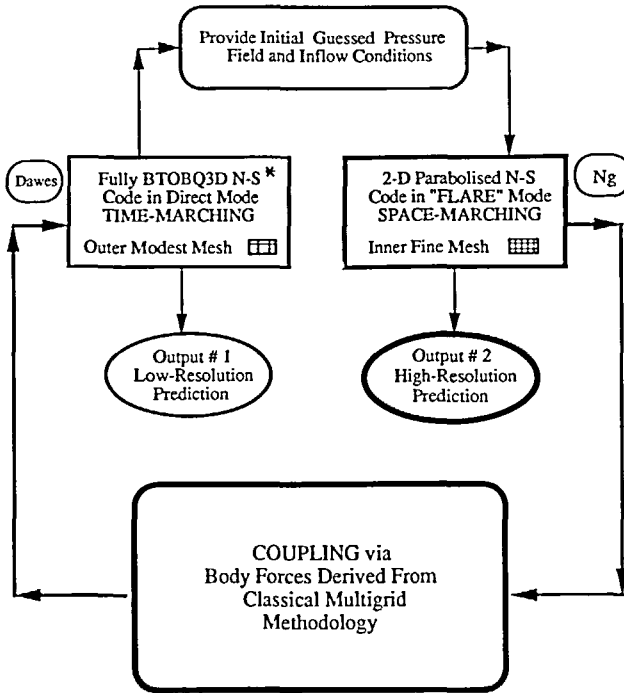 Provide Initial Guessed Pressure
Field and Inflow Conditions
Dawes
Fully BTOBQ3D N-S *
Code in Direct Mode
TIME-MARCHING
Outer Modest Mesh
2-D Parabolised N-S
Code in "FLARE" Mode
SPACE-MARCHING
Inner Fine Mesh
Ng
Output # 1
Low-Resolution
Prediction
Output # 2
High-Resolution
Prediction
COUPLING via
Body Forces Derived From
Classical Multigrid
Methodology